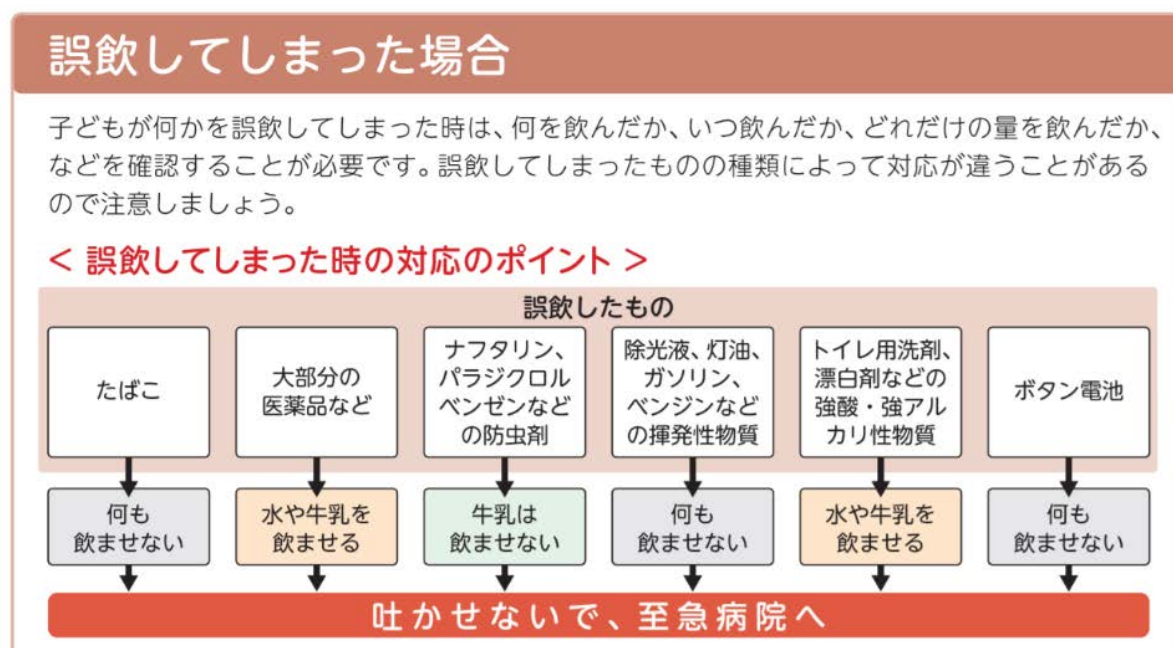 誤飲してしまった場合
子どもが何かを誤飲してしまった時は、何を飲んだか、いつ飲んだか、どれだけの量を飲んだか、
などを確認することが必要です。誤飲してしまったものの種類によって対応が違うことがある
ので注意しましょう。
< 誤飲してしまった時の対応のポイント >
誤飲したもの
たばこ
大部分の
医薬品など
ナフタリン、
パラジクロル
ベンゼンなど
の防虫剤
除光液、灯油、
ガソリン、
ベンジンなど
の揮発性物質
トイレ用洗剤、
漂白剤などの
強酸・強アル
カリ性物質
ボタン電池
何も
飲ませない
水や牛乳を
飲ませる
牛乳は
飲ませない
何も
飲ませない
水や牛乳を
飲ませる
何も
飲ませない
吐かせないで、至急病院へ